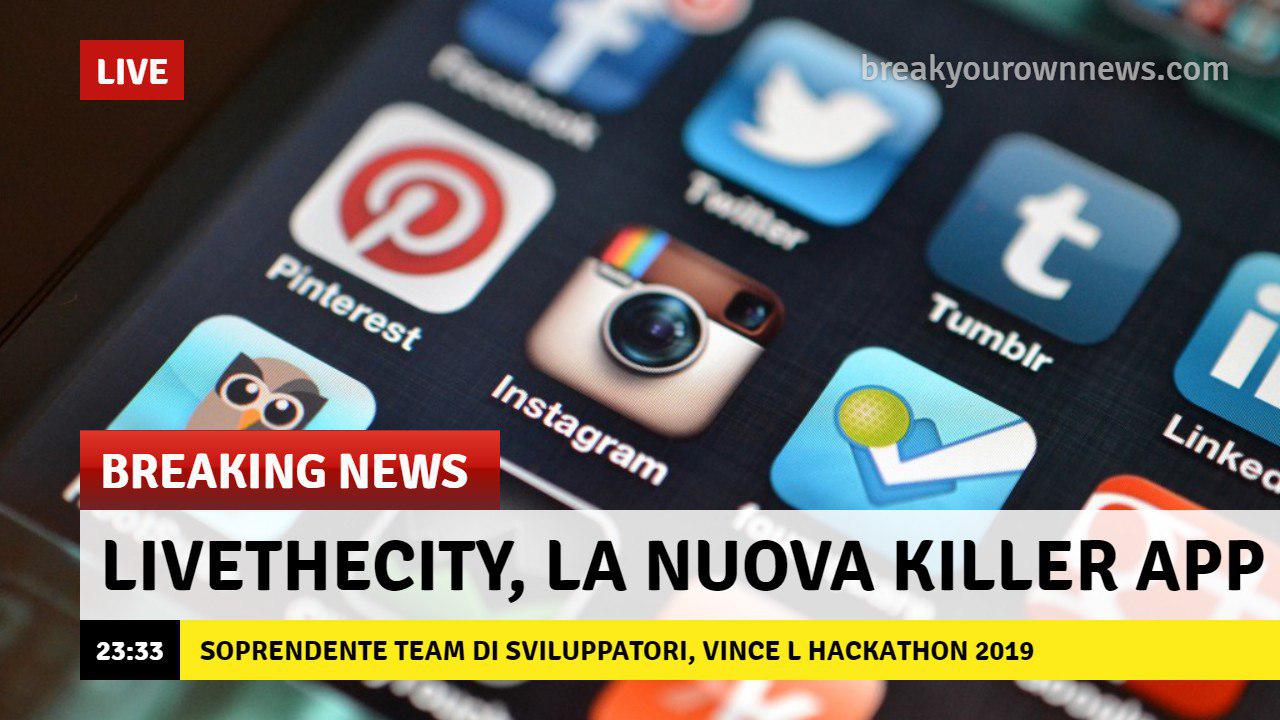 LIVE
breakyourownnews.com
Facebook
Twitter
Pinterest
Tumblr
Instagram
Linked
BREAKING NEWS
LIVETHECITY, LA NUOVA KILLER APP
23:33
SOPRENDENTE TEAM DI SVILUPPATORI, VINCE L HACKATHON 2019